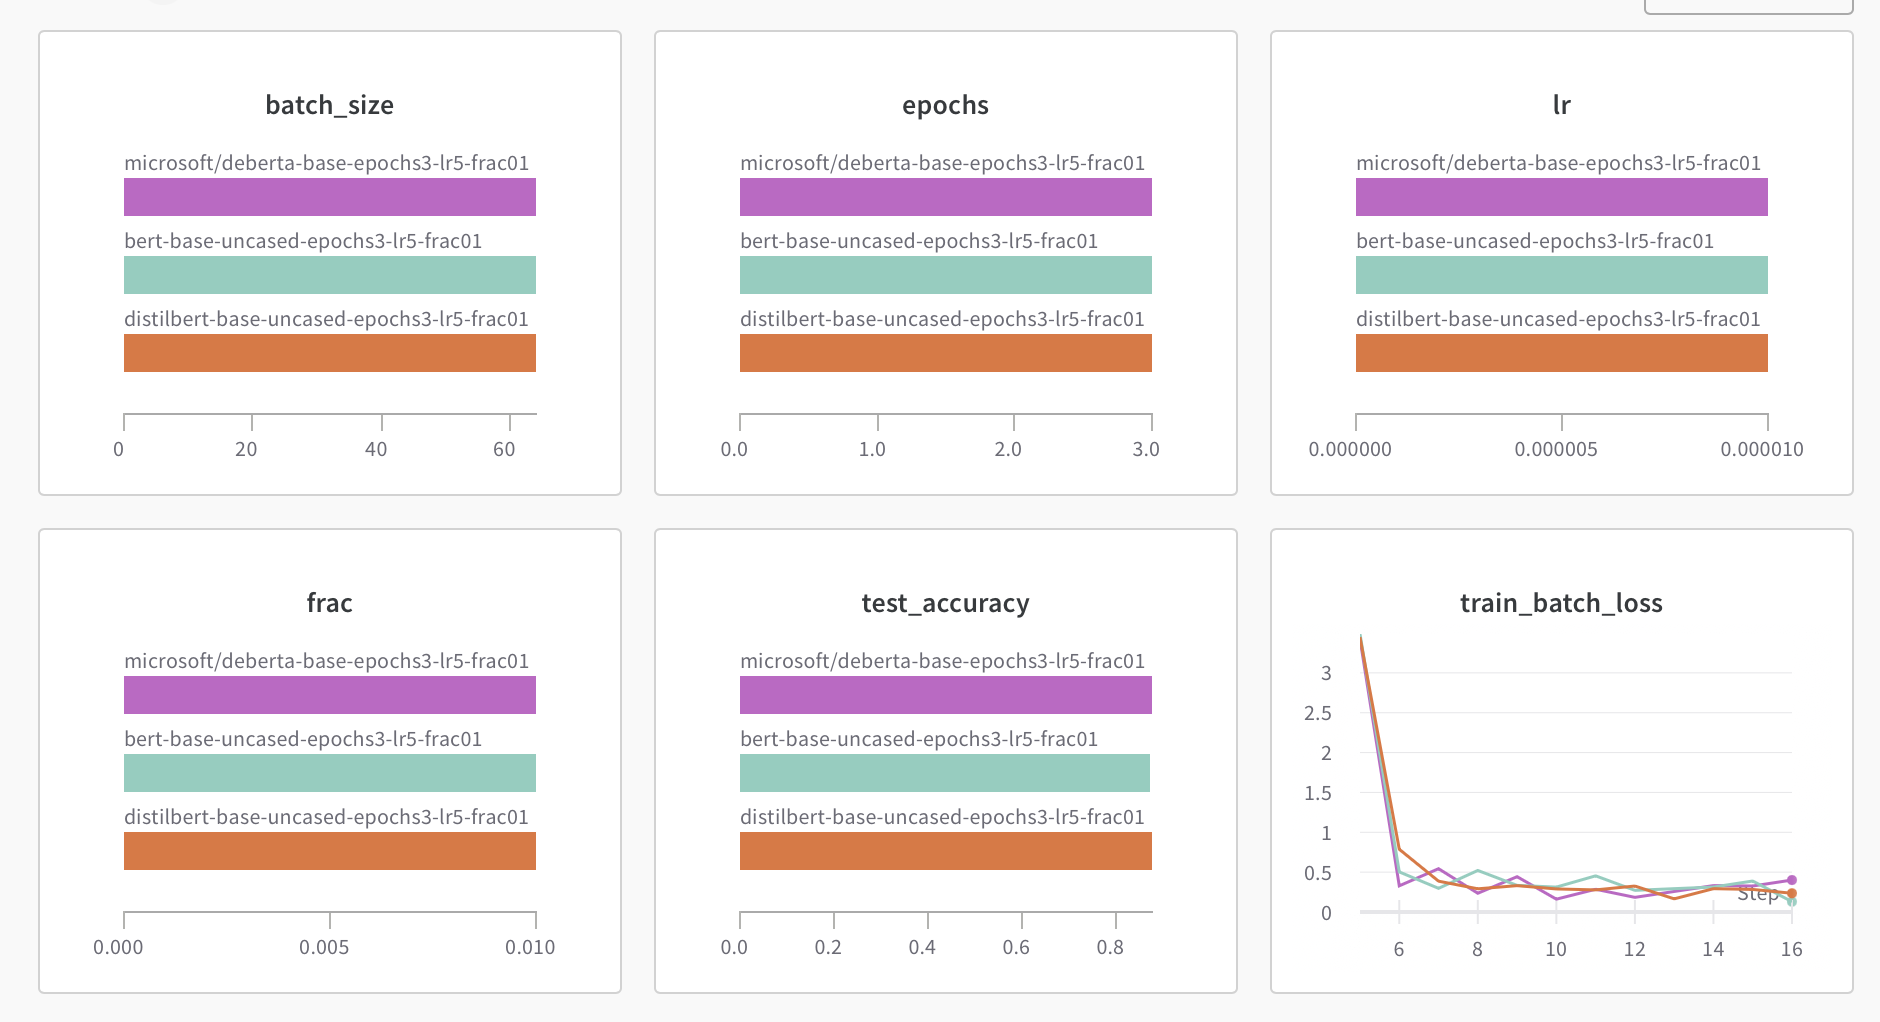 batch_size
microsoft/deberta-base-epochs3-lr5-frac01
bert-base-uncased-epochs3-lr5-frac01
distilbert-base-uncased-epochs3-lr5-frac01
0 20 40 60
epochs
microsoft/deberta-base-epochs3-lr5-frac01
bert-base-uncased-epochs3-lr5-frac01
distilbert-base-uncased-epochs3-lr5-frac01
0.0 1.0 2.0 3.0
lr
microsoft/deberta-base-epochs3-lr5-frac01
bert-base-uncased-epochs3-lr5-frac01
distilbert-base-uncased-epochs3-lr5-frac01
0.000000 0.000005 0.000010
frac
microsoft/deberta-base-epochs3-lr5-frac01
bert-base-uncased-epochs3-lr5-frac01
distilbert-base-uncased-epochs3-lr5-frac01
0.000 0.005 0.010
test_accuracy
microsoft/deberta-base-epochs3-lr5-frac01
bert-base-uncased-epochs3-lr5-frac01
distilbert-base-uncased-epochs3-lr5-frac01
0.0 0.2 0.4 0.6 0.8
train_batch_loss
3
2.5
2
1.5
1
0.5
Step
0
6 8 10 12 14 16